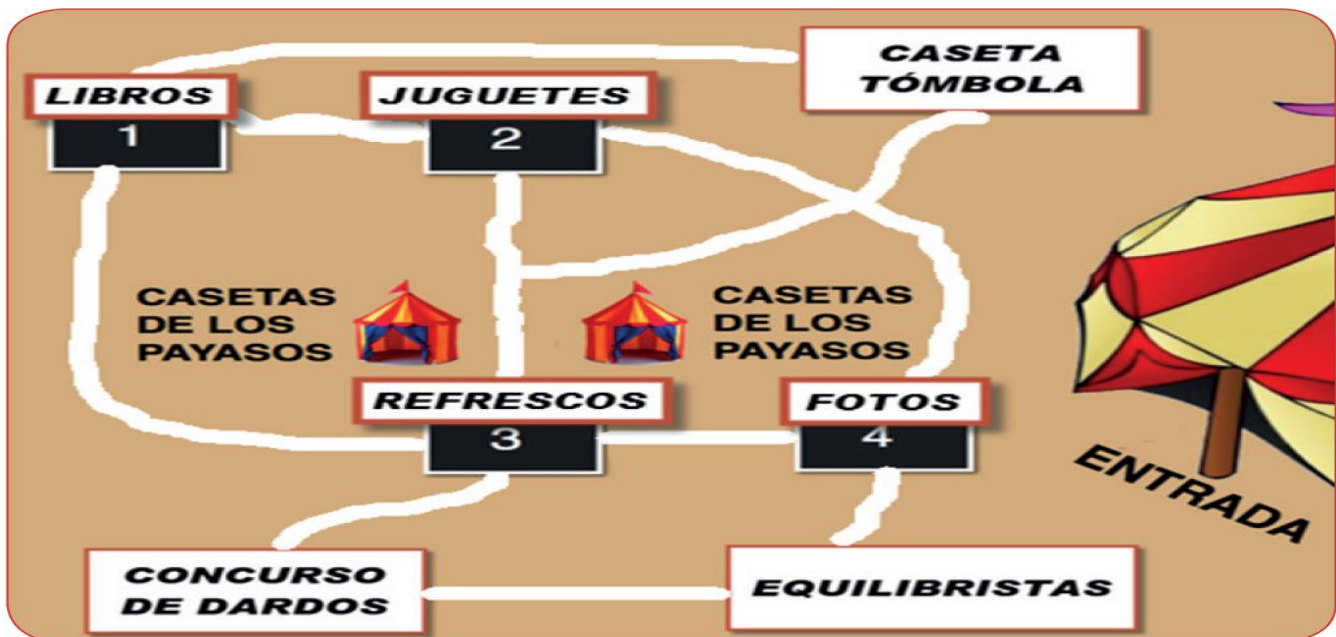 CASETA
TÓMBOLA
LIBROS
1
JUGUETES
2
CASETAS
DE LOS
PAYASOS
CASETAS
DE LOS
PAYASOS
REFRESCOS
3
FOTOS
4
ENTRADA
CONCURSO
DE DARDOS
EQUILIBRISTAS